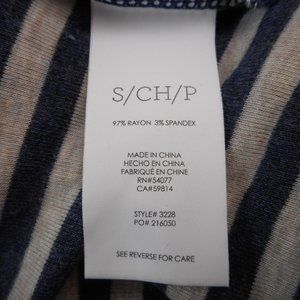 S/CH/P
97% RAYON 3% SPANDEX
MADE IN CHINA
HECHO EN CHINA
FABRIQUÉ EN CHINE
RN#54077
CA#59814
STYLE# 3228
PO# 216050
SEE REVERSE FOR CARE